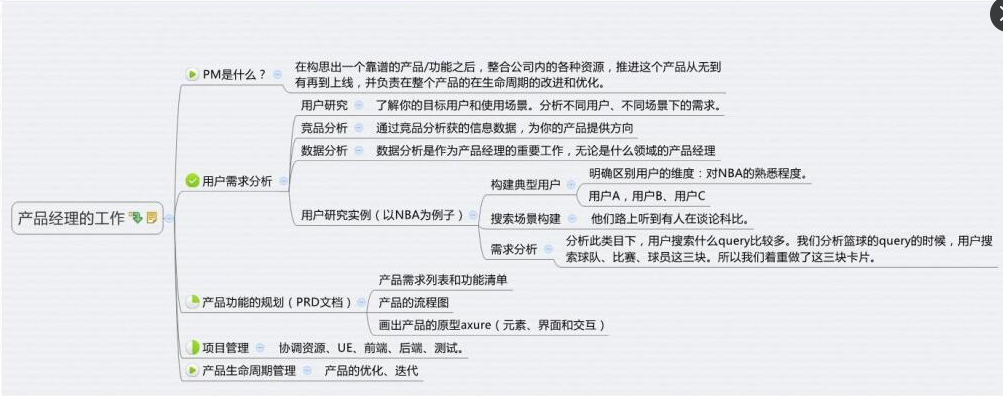 产品经理的工作
PM是什么？
在构思出一个靠谱的产品/功能之后，整合公司内的各种资源，推进这个产品从无到
有再到上线，并负责在整个产品的在生命周期的改进和优化。
用户需求分析
用户研究
了解你的目标用户和使用场景。分析不同用户、不同场景下的需求。
竞品分析
通过竞品分析获的信息数据，为你的产品提供方向
数据分析
数据分析是作为产品经理的重要工作，无论是什么领域的产品经理
用户研究实例（以NBA为例子）
构建典型用户
明确区别用户的维度：对NBA的熟悉程度。
用户A，用户B、用户C
搜索场景构建
他们路上听到有人在谈论科比。
需求分析
分析此类目下，用户搜索什么query比较多。我们分析篮球的query的时候，用户搜
索球队、比赛、球员这三块。所以我们着重做了这三块卡片。
产品功能的规划（PRD文档）
产品需求列表和功能清单
产品的流程图
画出产品的原型axure（元素、界面和交互）
项目管理
协调资源、UE、前端、后端、测试。
产品生命周期管理
产品的优化、迭代